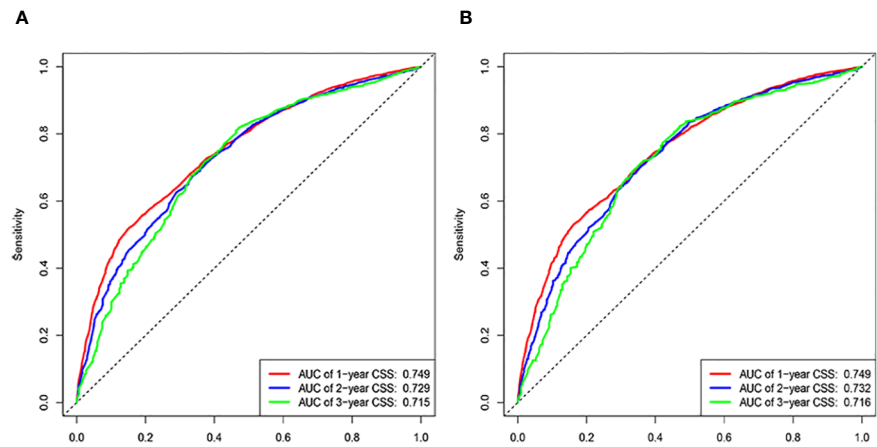 A
B
Sensitivity
1.0
0.8
0.6
0.4
0.2
0.0
AUC of 1-year CSS: 0.749
AUC of 2-year CSS: 0.729
AUC of 3-year CSS: 0.715
0.0 0.2 0.4 0.6 0.8 1.0
Sensitivity
1.0
0.8
0.6
0.4
0.2
0.0
AUC of 1-year CSS: 0.749
AUC of 2-year CSS: 0.732
AUC of 3-year CSS: 0.716
0.0 0.2 0.4 0.6 0.8 1.0